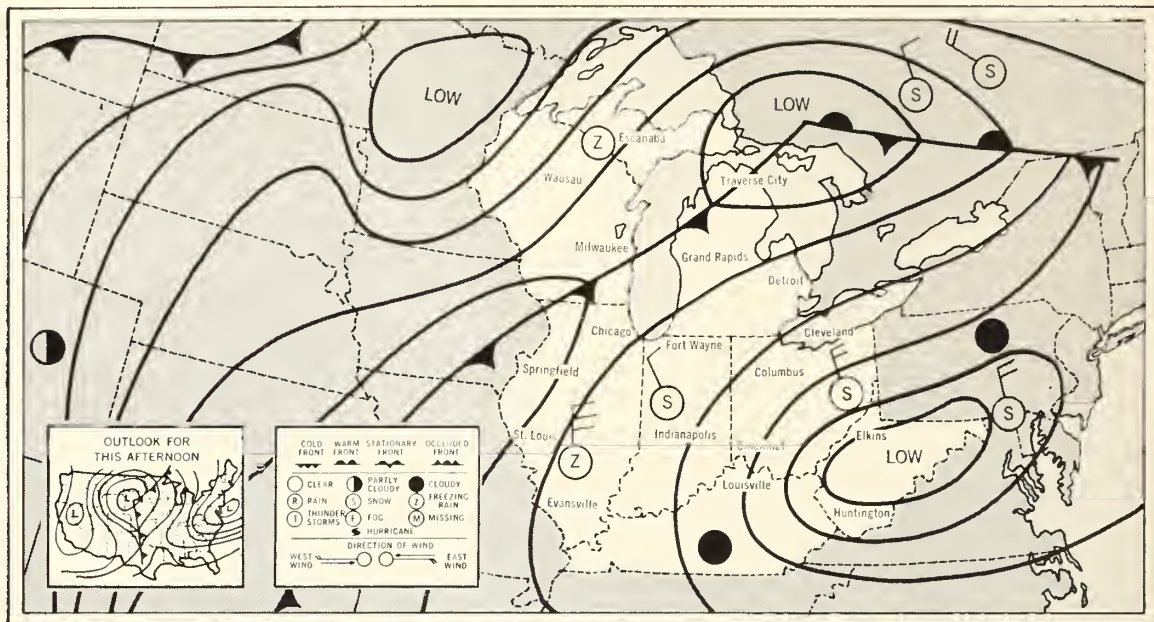 LOW
LOW
S
S
Z
Escanaba
Wausau
Traverse City
Milwaukee
Grand Rapids
Detroit
Chicago
Cleveland
Fort Wayne
Springfield
Columbus
S
S
S
St. Louis
Indianapolis
Elkins
LOW
Z
Louisville
Evansville
Huntington
OUTLOOK FOR
THIS AFTERNOON
L
L
L
COLD FRONT
WARM FRONT
STATIONARY FRONT
OCCLUDED FRONT
CLEAR
PARTLY CLOUDY
CLOUDY
R RAIN
S SNOW
Z FREEZING RAIN
T THUNDER STORMS
F FOG
M MISSING
HURRICANE
DIRECTION OF WIND
WEST WIND
EAST WIND